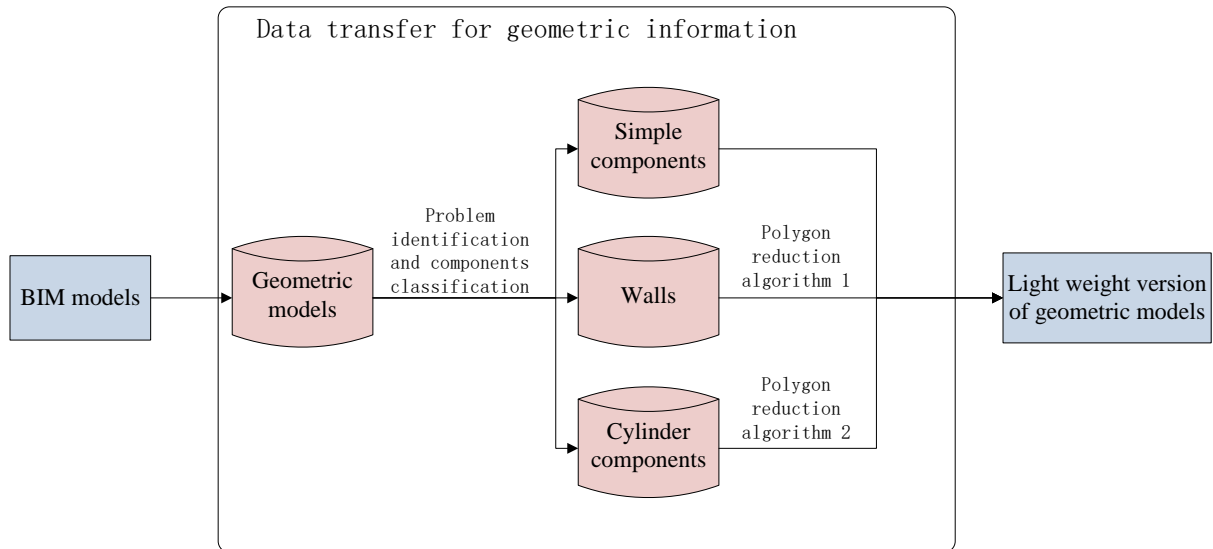 Data transfer for geometric information
BIM models
Geometric
models
Problem
identification
and components
classification
Simple
components
Walls
Cylinder
components
Polygon
reduction
algorithm 1
Polygon
reduction
algorithm 2
Light weight version
of geometric models